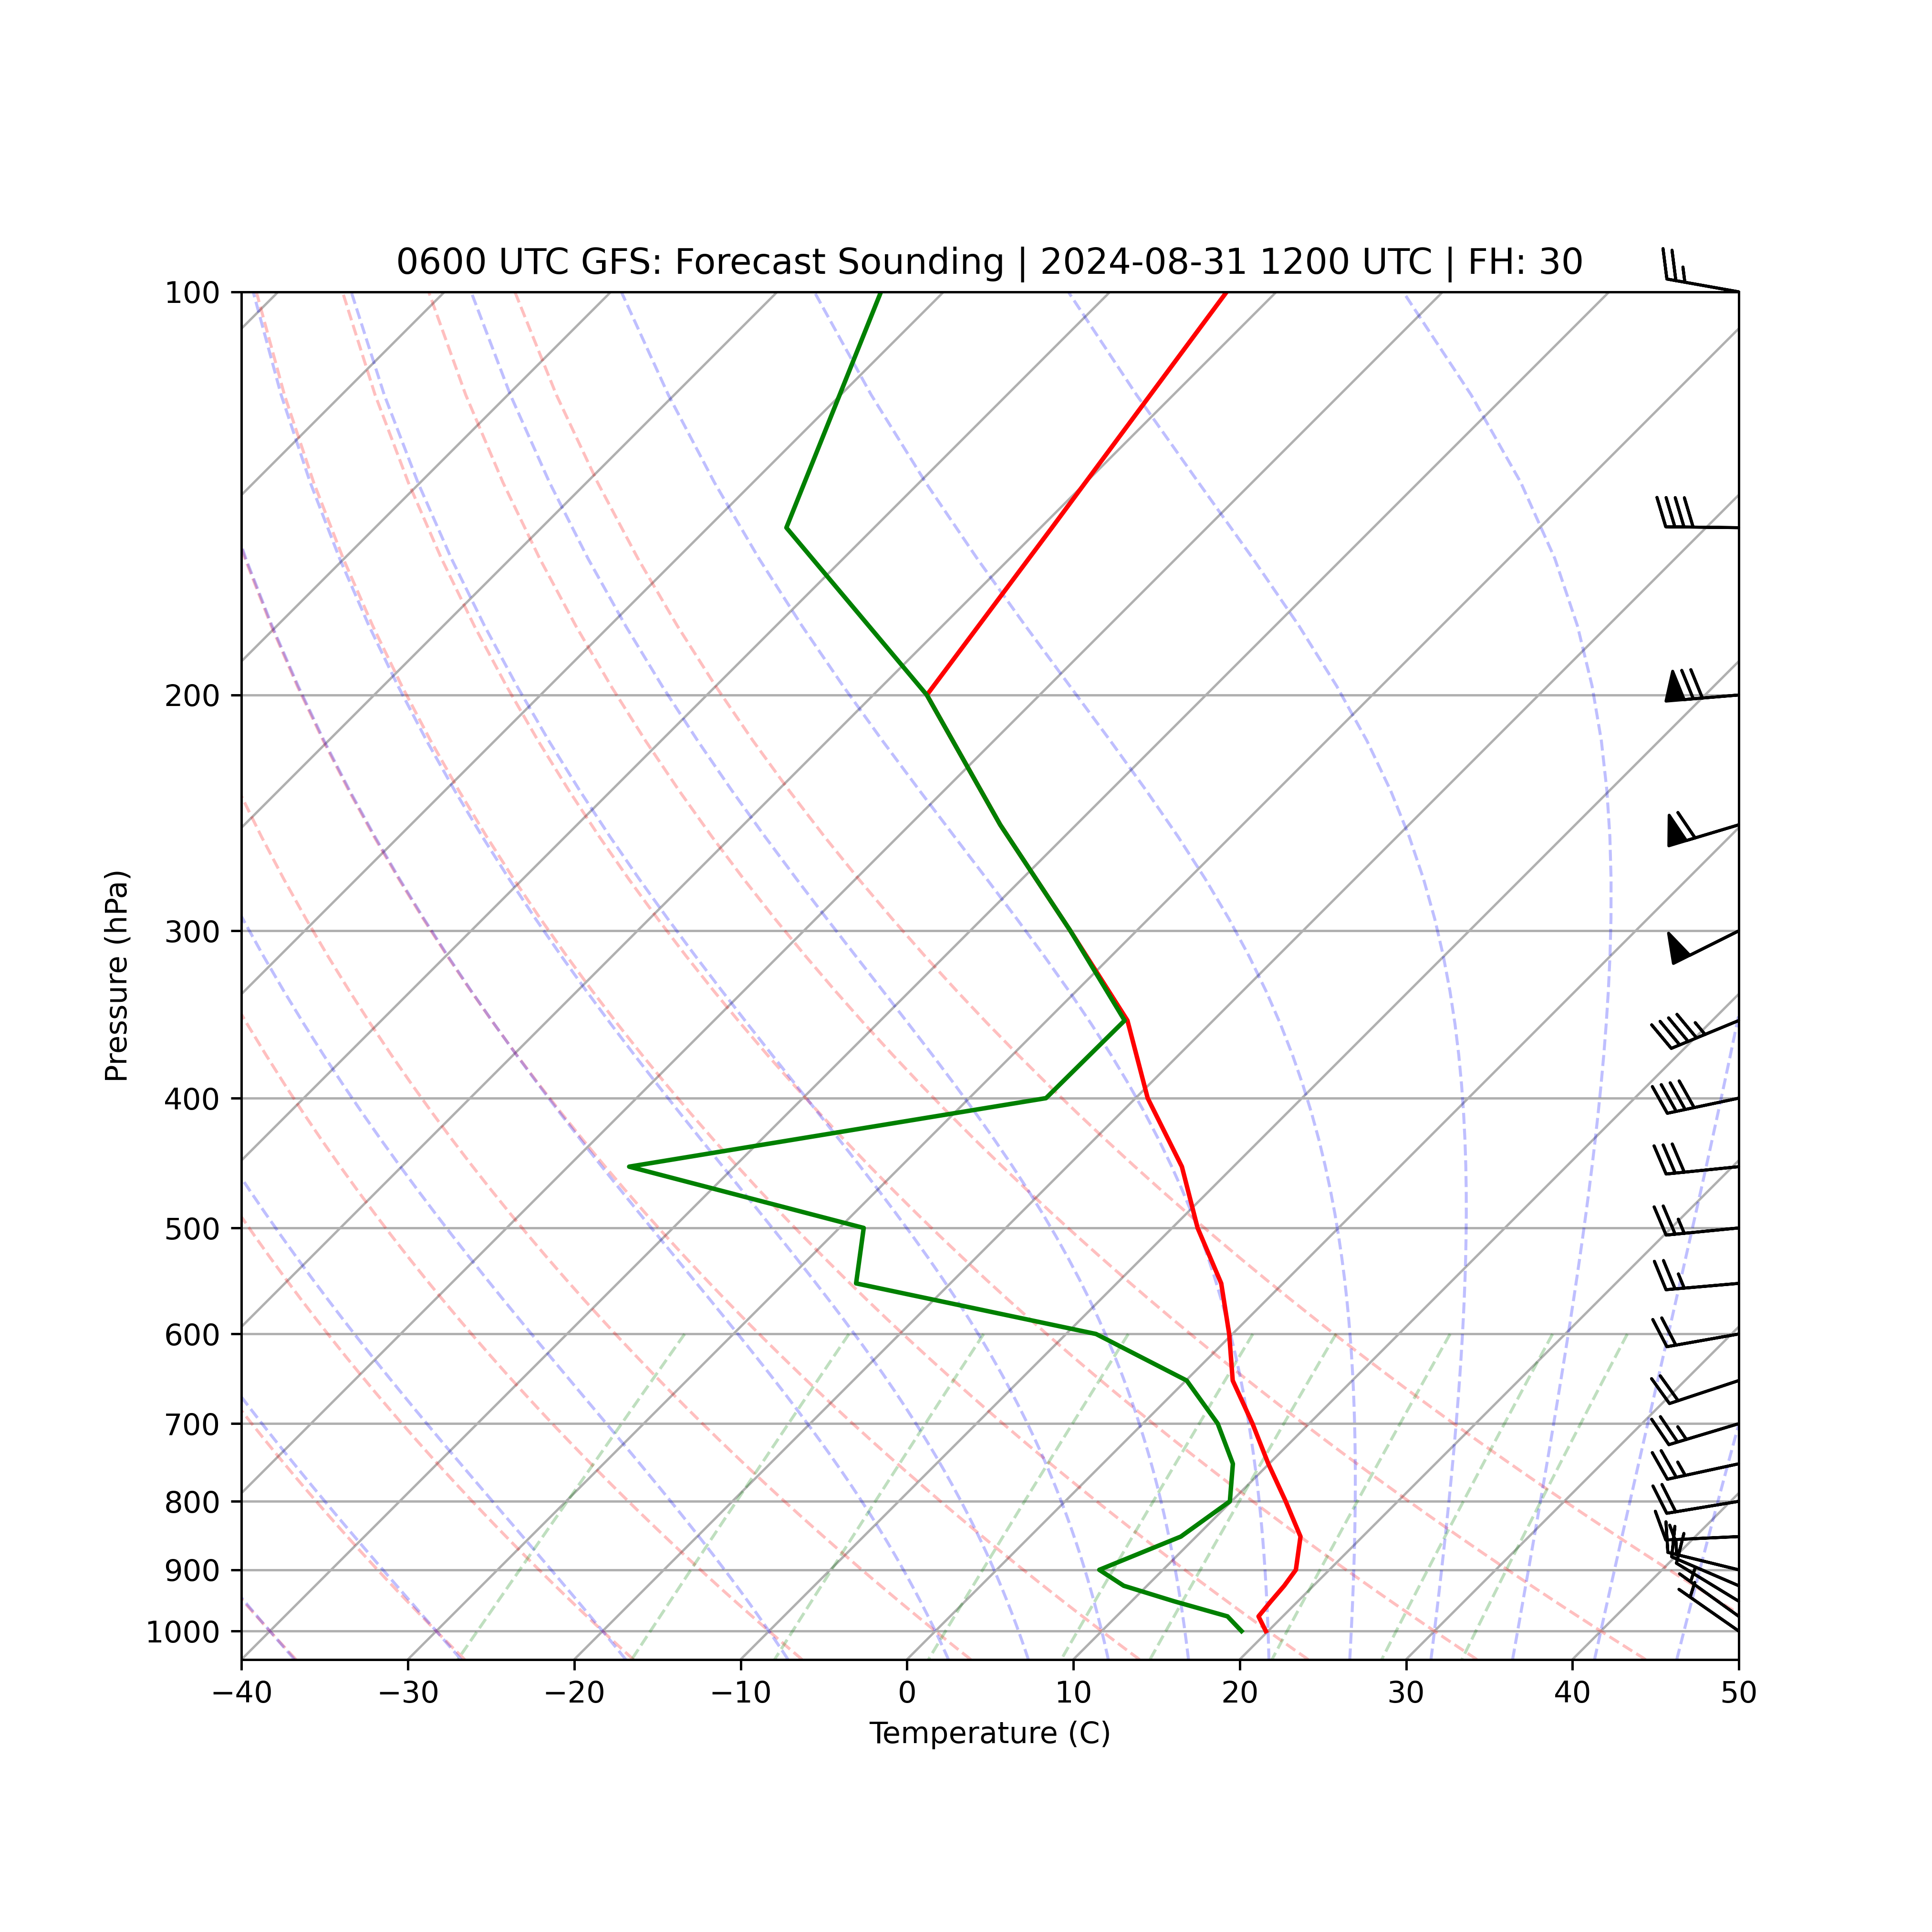 0600 UTC GFS: Forecast Sounding | 2024-08-31 1200 UTC | FH: 30
100
200
300
400
500
600
700
800
900
1000
Pressure (hPa)
−40 −30 −20 −10 0 10 20 30 40 50
Temperature (C)